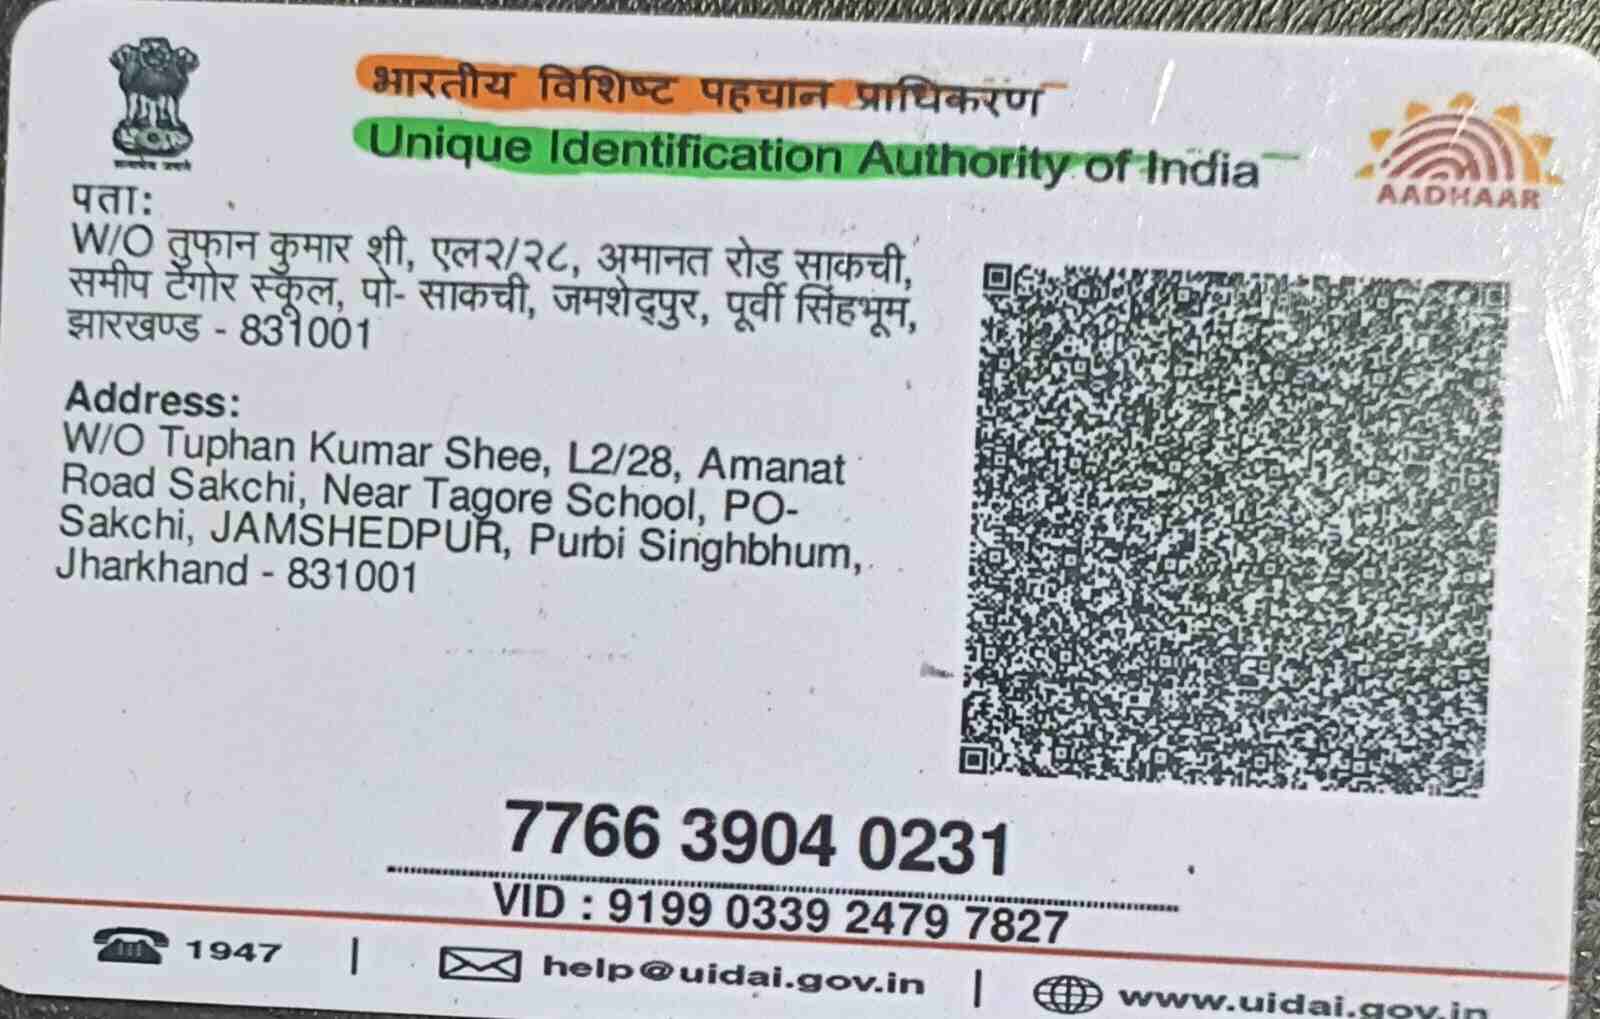 भारतीय विशिष्ट पहचान प्राधिकरण
Unique Identification Authority of India
सत्यमेव जयते
AADHAAR
पता:
W/O तुफान कुमार शी, एल२/२८, अमानत रोड साकची,
समीप टैगोर स्कूल, पो- साकची, जमशेद्पुर, पूर्वी सिंहभूम,
झारखण्ड - 831001
Address:
W/O Tuphan Kumar Shee, L2/28, Amanat
Road Sakchi, Near Tagore School, PO-
Sakchi, JAMSHEDPUR, Purbi Singhbhum,
Jharkhand - 831001
7766 3904 0231
VID : 9199 0339 2479 7827
1947 | help@uidai.gov.in | www.uidai.gov.in